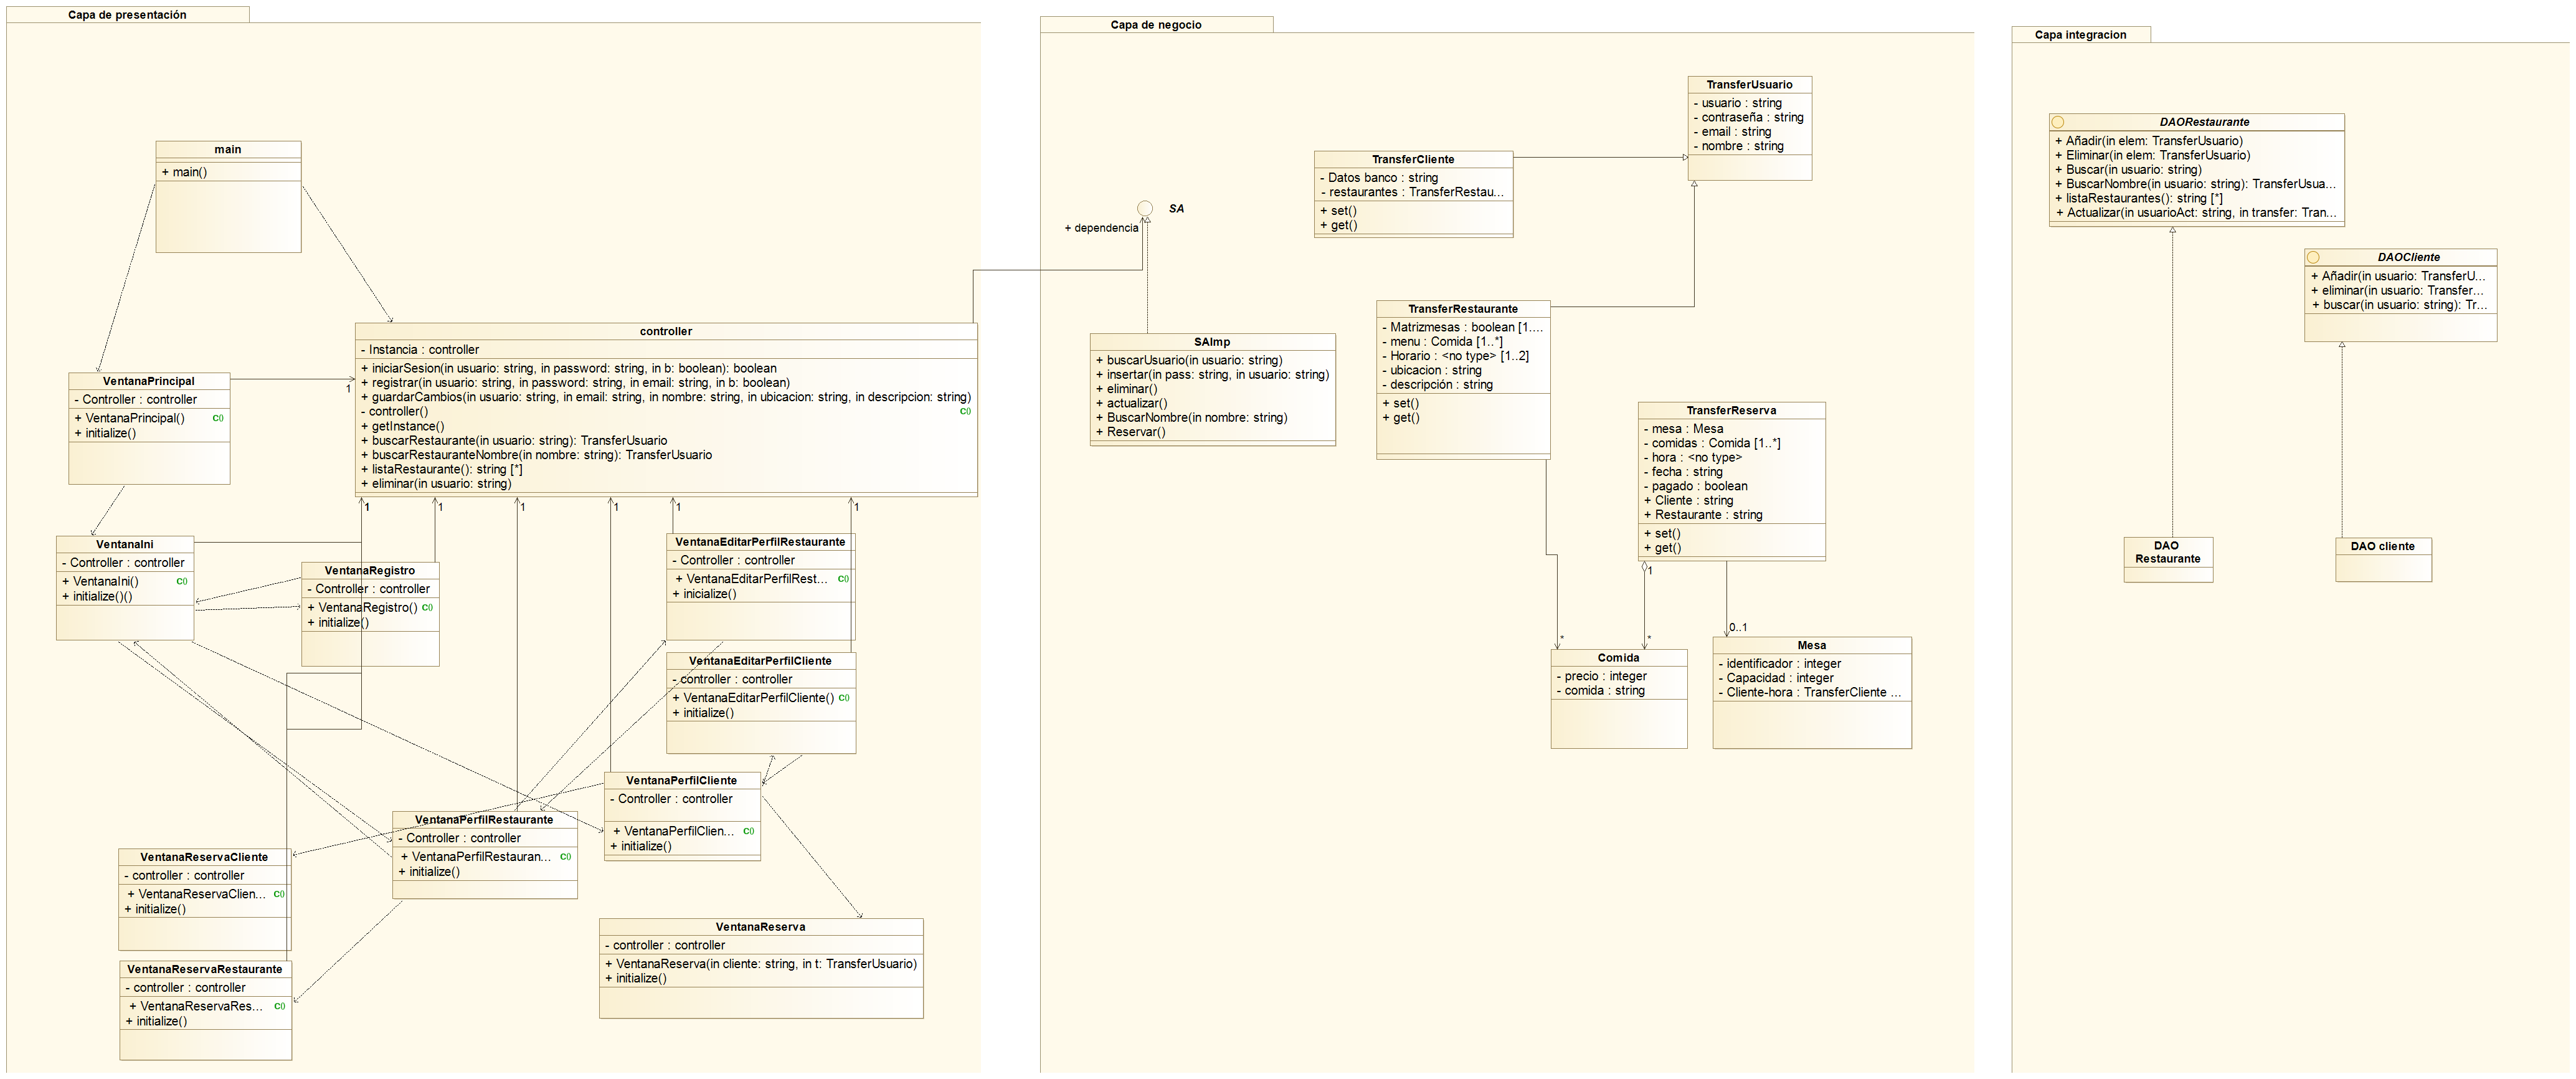 Capa de presentación
main
+ main()
controller
- Instancia : controller
+ iniciarSesion(in usuario: string, in password: string, in b: boolean): boolean
+ registrar(in usuario: string, in password: string, in email: string, in b: boolean)
+ guardarCambios(in usuario: string, in email: string, in nombre: string, in ubicacion: string, in descripcion: string)
- controller() C()
+ getInstance()
+ buscarRestaurante(in usuario: string): TransferUsuario
+ buscarRestauranteNombre(in nombre: string): TransferUsuario
+ listaRestaurante(): string [*]
+ eliminar(in usuario: string)
VentanaPrincipal
- Controller : controller
+ VentanaPrincipal() C()
+ initialize()
1
1
1
1
1
1
1
VentanaIni
- Controller : controller
+ VentanaIni() C()
+ initialize()()
VentanaRegistro
- Controller : controller
+ VentanaRegistro() C()
+ initialize()
VentanaEditarPerfilRestaurante
- Controller : controller
+ VentanaEditarPerfilRest... C()
+ inicialize()
VentanaEditarPerfilCliente
- controller : controller
+ VentanaEditarPerfilCliente() C()
+ initialize()
VentanaPerfilCliente
- Controller : controller
+ VentanaPerfilClien... C()
+ initialize()
VentanaPerfilRestaurante
- Controller : controller
+ VentanaPerfilRestauran... C()
+ initialize()
VentanaReservaCliente
- controller : controller
+ VentanaReservaClien... C()
+ initialize()
VentanaReserva
- controller : controller
+ VentanaReserva(in cliente: string, in t: TransferUsuario)
+ initialize()
VentanaReservaRestaurante
- controller : controller
+ VentanaReservaRes... C()
+ initialize()
Capa de negocio
TransferUsuario
- usuario : string
- contraseña : string
- email : string
- nombre : string
TransferCliente
- Datos banco : string
- restaurantes : TransferRestau...
+ set()
+ get()
SA
+ dependencia
SAImp
+ buscarUsuario(in usuario: string)
+ insertar(in pass: string, in usuario: string)
+ eliminar()
+ actualizar()
+ BuscarNombre(in nombre: string)
+ Reservar()
TransferRestaurante
- Matrizmesas : boolean [1....
- menu : Comida [1..*]
- Horario : <no type> [1..2]
- ubicacion : string
- descripción : string
+ set()
+ get()
TransferReserva
- mesa : Mesa
- comidas : Comida [1..*]
- hora : <no type>
- fecha : string
- pagado : boolean
+ Cliente : string
+ Restaurante : string
+ set()
+ get()
1
*
*
0..1
Comida
- precio : integer
- comida : string
Mesa
- identificador : integer
- Capacidad : integer
- Cliente-hora : TransferCliente ...
Capa integracion
DAORestaurante
+ Añadir(in elem: TransferUsuario)
+ Eliminar(in elem: TransferUsuario)
+ Buscar(in usuario: string)
+ BuscarNombre(in usuario: string): TransferUsua...
+ listaRestaurantes(): string [*]
+ Actualizar(in usuarioAct: string, in transfer: Tran...
DAOCliente
+ Añadir(in usuario: TransferU...
+ eliminar(in usuario: Transfer...
+ buscar(in usuario: string): Tr...
DAO
Restaurante
DAO cliente